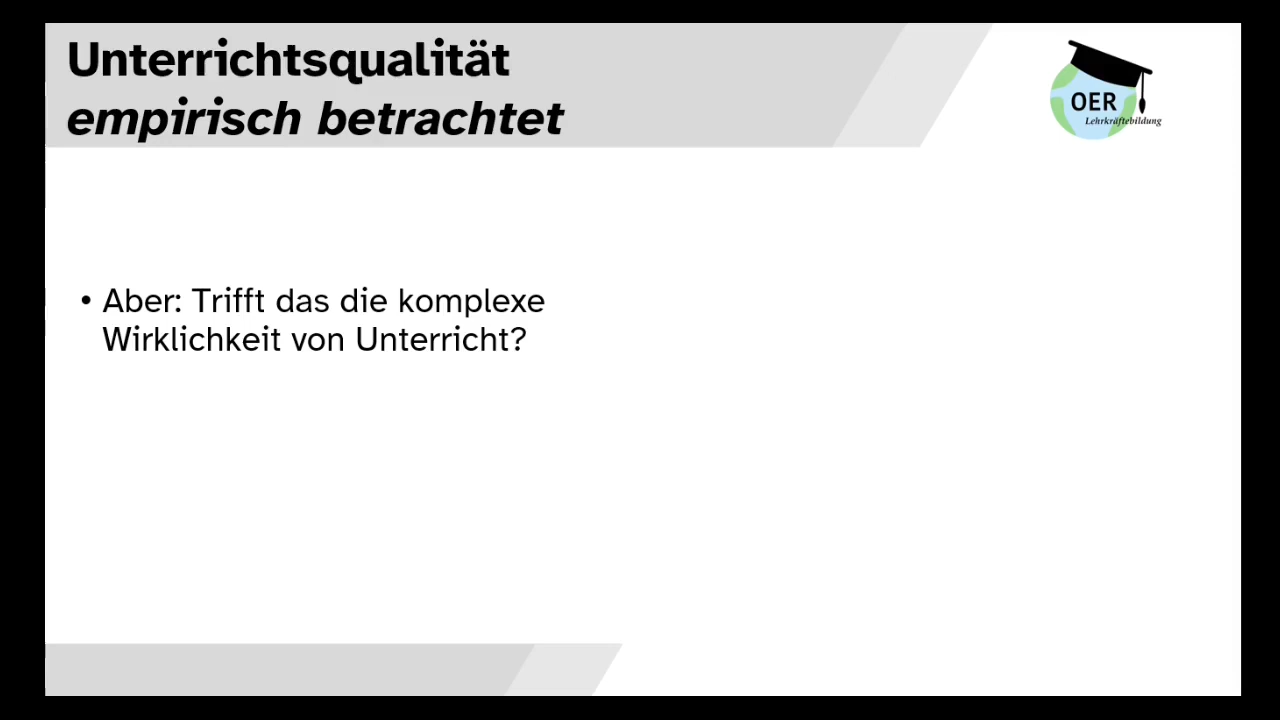 Unterrichtsqualität
empirisch betrachtet
OER
Lehrkräftebildung
• Aber: Trifft das die komplexe
Wirklichkeit von Unterricht?